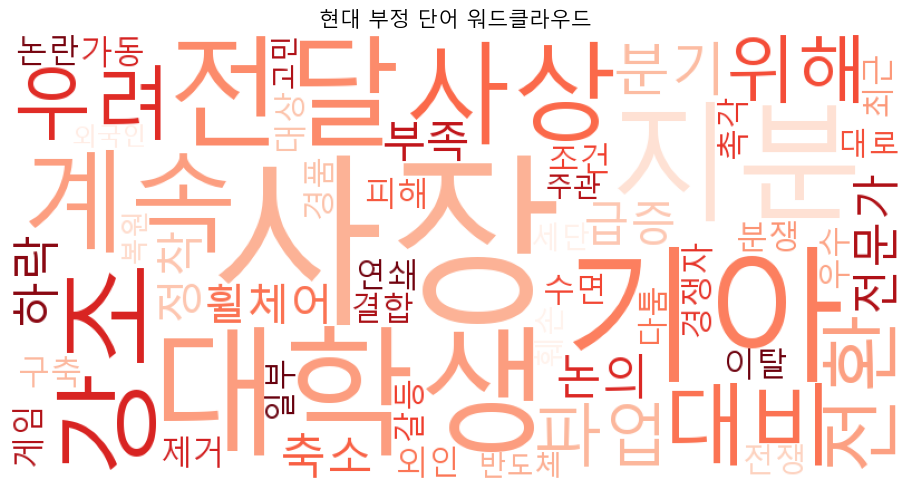 현대 부정 단어 워드클라우드
논란
가동
우려
전달
고민
대상
사상
분기
위해
최근
외국인
부족
촉각
대로
계속
복원
정착
사장
경품
피해
조건
주관
지분
급증
세단
분쟁
우수
전문가
하락
강조
휠체어
연쇄
결합
수면
기아
다툼
경쟁자
훼손
이탈
전환
구축
게임
대학생
일부
제거
축소
갈등
외인
논의
파업
반도체
대비
전쟁